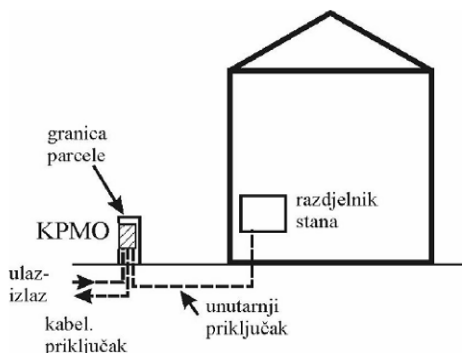 granica
parcele
KPMO
razdjelnik
stana
ulaz-
izlaz
kabel.
priključak
unutarnji
priključak